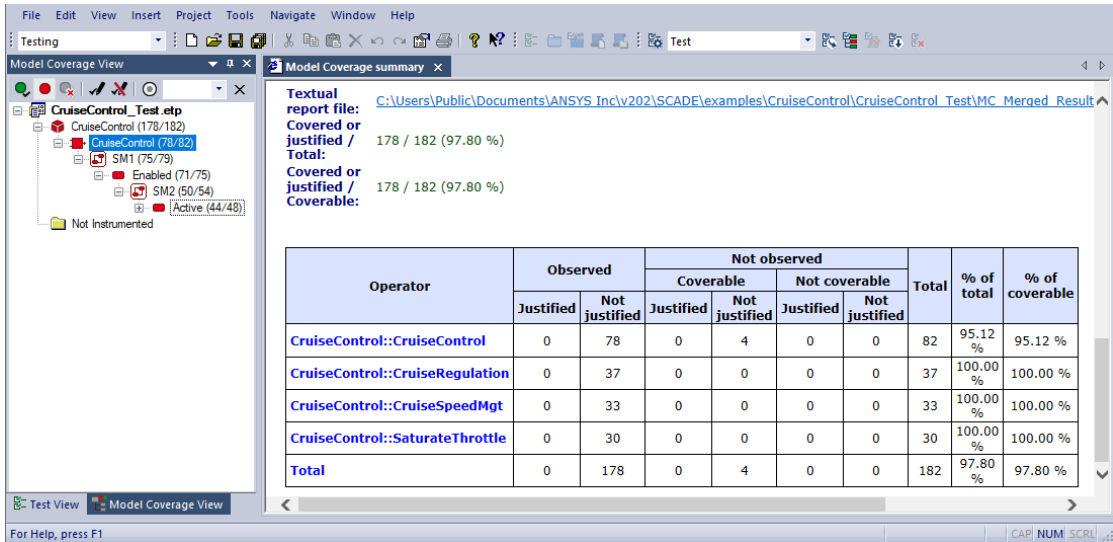 File Edit View Insert Project Tools Navigate Window Help
Testing Test
Model Coverage View
Model Coverage summary
CruiseControl_Test.etp
CruiseControl (178/182)
CruiseControl (78/82)
SM1 (75/79)
Enabled (71/75)
SM2 (50/54)
Active (44/48)
Not Instrumented
Textual
report file:
C:\Users\Public\Documents\ANSYS Inc\v202\SCADE\examples\CruiseControl\CruiseControl_Test\MC_Merged_Result
Covered or
justified /
Total:
178 / 182 (97.80 %)
Covered or
justified /
Coverable:
178 / 182 (97.80 %)
Operator Observed Not observed Total % of total % of coverable
Coverable Not coverable
Justified Not justified Justified Not justified Justified Not justified
CruiseControl::CruiseControl 0 78 0 4 0 0 82 95.12 % 95.12 %
CruiseControl::CruiseRegulation 0 37 0 0 0 0 37 100.00 % 100.00 %
CruiseControl::CruiseSpeedMgt 0 33 0 0 0 0 33 100.00 % 100.00 %
CruiseControl::SaturateThrottle 0 30 0 0 0 0 30 100.00 % 100.00 %
Total 0 178 0 4 0 0 182 97.80 % 97.80 %
Test View Model Coverage View
For Help, press F1
CAP NUM SCRL